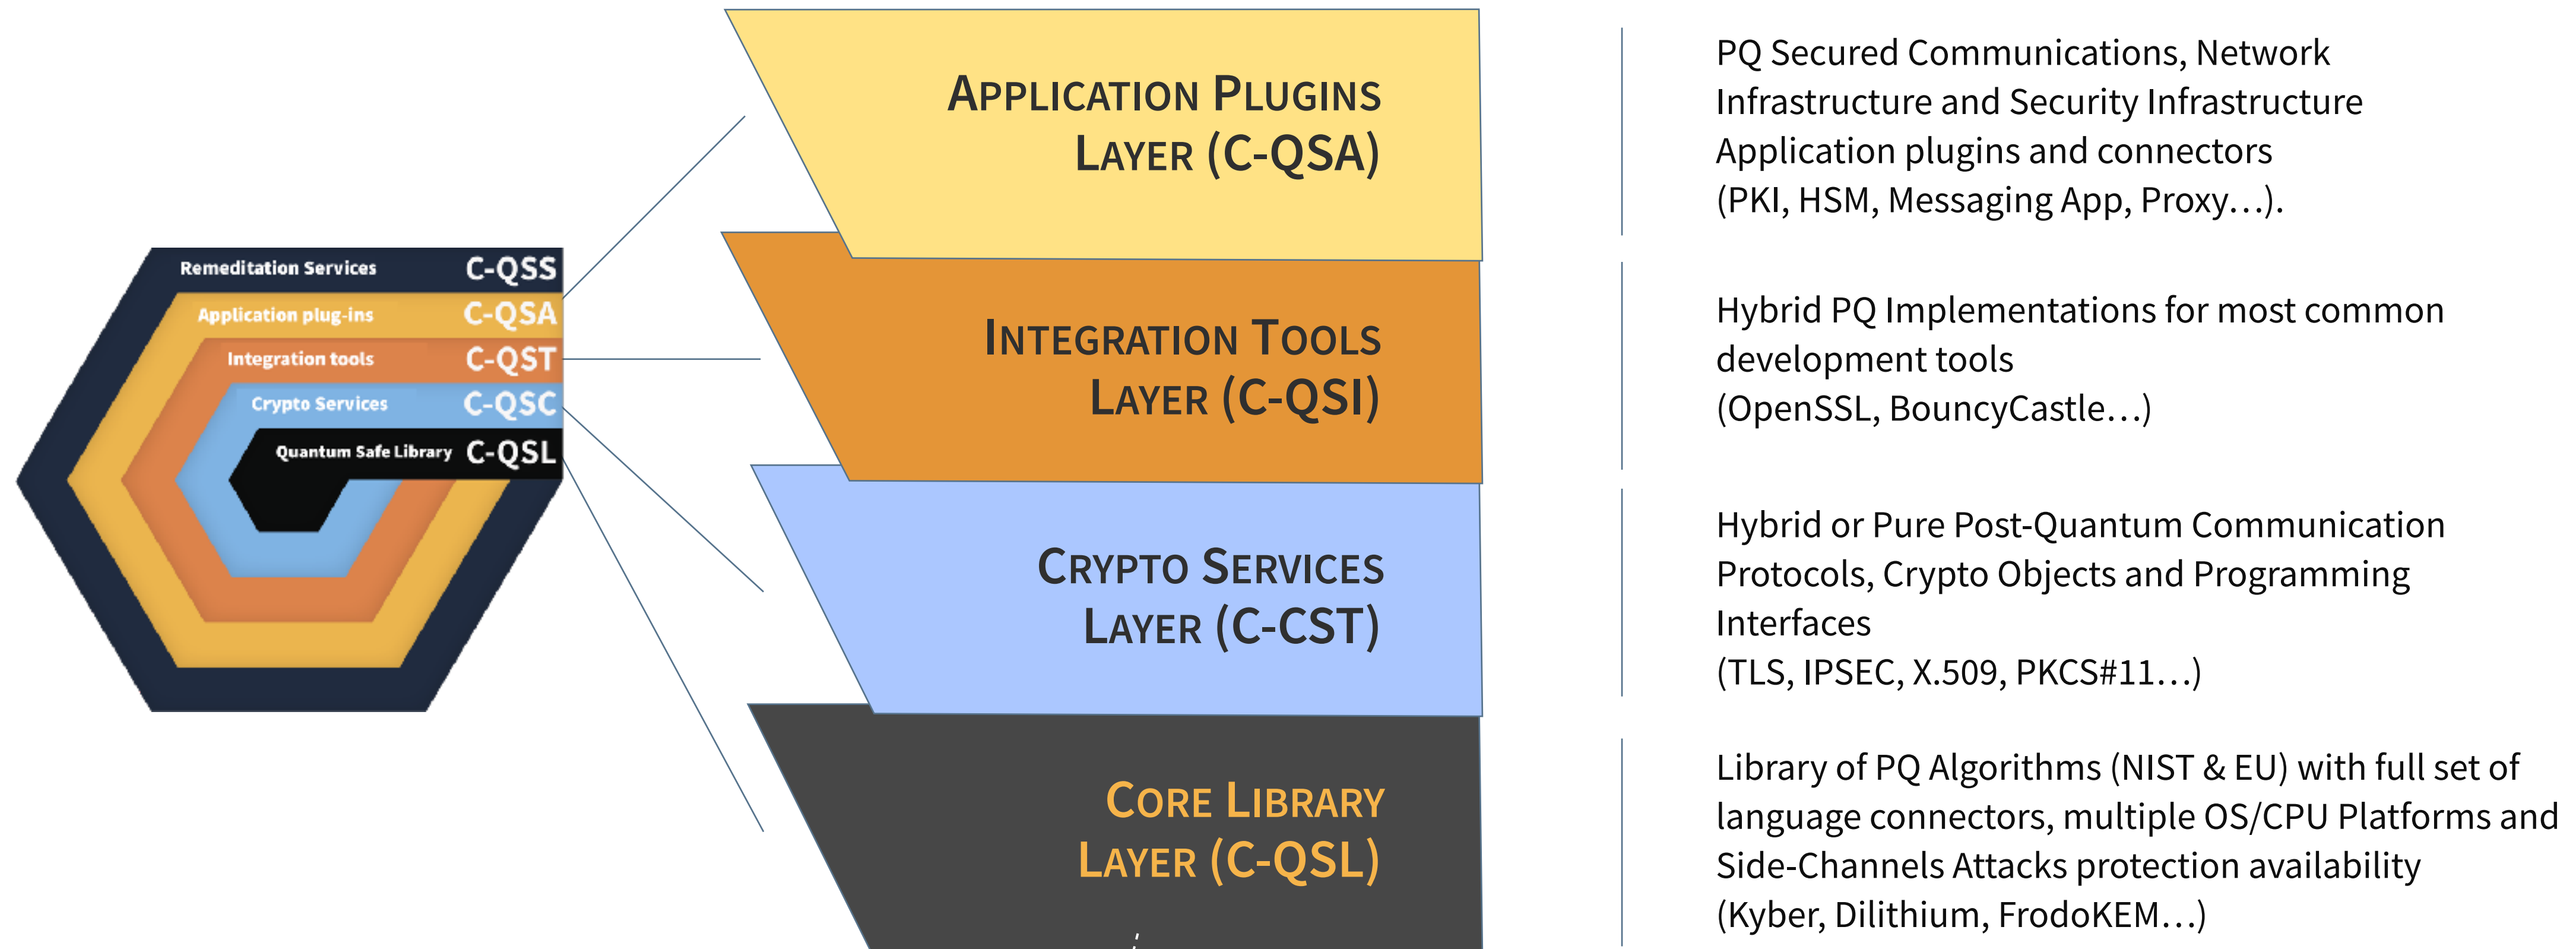 Remeditation Services C-QSS
Application plug-ins C-QSA
Integration tools C-QST
Crypto Services C-QSC
Quantum Safe Library C-QSL
APPLICATION PLUGINS
LAYER (C-QSA)
PQ Secured Communications, Network
Infrastructure and Security Infrastructure
Application plugins and connectors
(PKI, HSM, Messaging App, Proxy…).
INTEGRATION TOOLS
LAYER (C-QSI)
Hybrid PQ Implementations for most common
development tools
(OpenSSL, BouncyCastle…)
CRYPTO SERVICES
LAYER (C-CST)
Hybrid or Pure Post-Quantum Communication
Protocols, Crypto Objects and Programming
Interfaces
(TLS, IPSEC, X.509, PKCS#11…)
CORE LIBRARY
LAYER (C-QSL)
Library of PQ Algorithms (NIST & EU) with full set of
language connectors, multiple OS/CPU Platforms and
Side-Channels Attacks protection availability
(Kyber, Dilithium, FrodoKEM…)